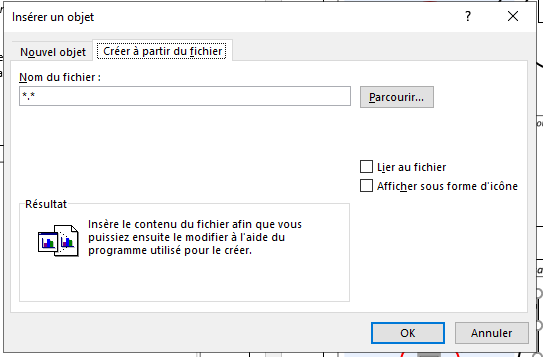 Insérer un objet
? ×
Nouvel objet Créer à partir du fichier
Nom du fichier :
*.*
Parcourir...
Lier au fichier
Afficher sous forme d'icône
Résultat
Insère le contenu du fichier afin que vous
puissiez ensuite le modifier à l'aide du
programme utilisé pour le créer.
OK Annuler